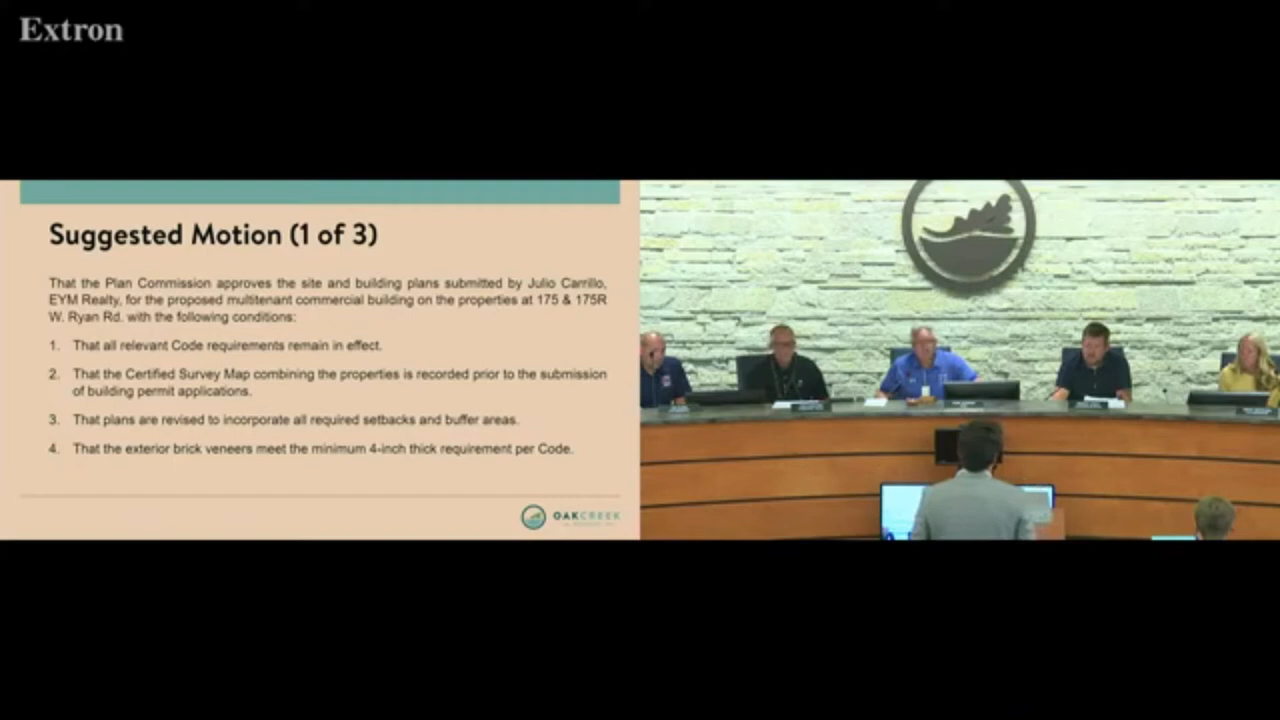 Extron
Suggested Motion (1 of 3)
That the Plan Commission approves the site and building plans submitted by Julio Carrillo,
EYM Realty, for the proposed multitenant commercial building on the properties at 175 & 175R
W. Ryan Rd. with the following conditions:
1. That all relevant Code requirements remain in effect.
2. That the Certified Survey Map combining the properties is recorded prior to the submission
of building permit applications.
3. That plans are revised to incorporate all required setbacks and buffer areas.
4. That the exterior brick veneers meet the minimum 4-inch thick requirement per Code.
OAKCREEK